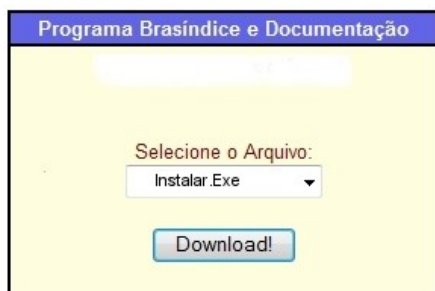 Programa Brasíndice e Documentação
Selecione o Arquivo:
Instalar.Exe
Download!